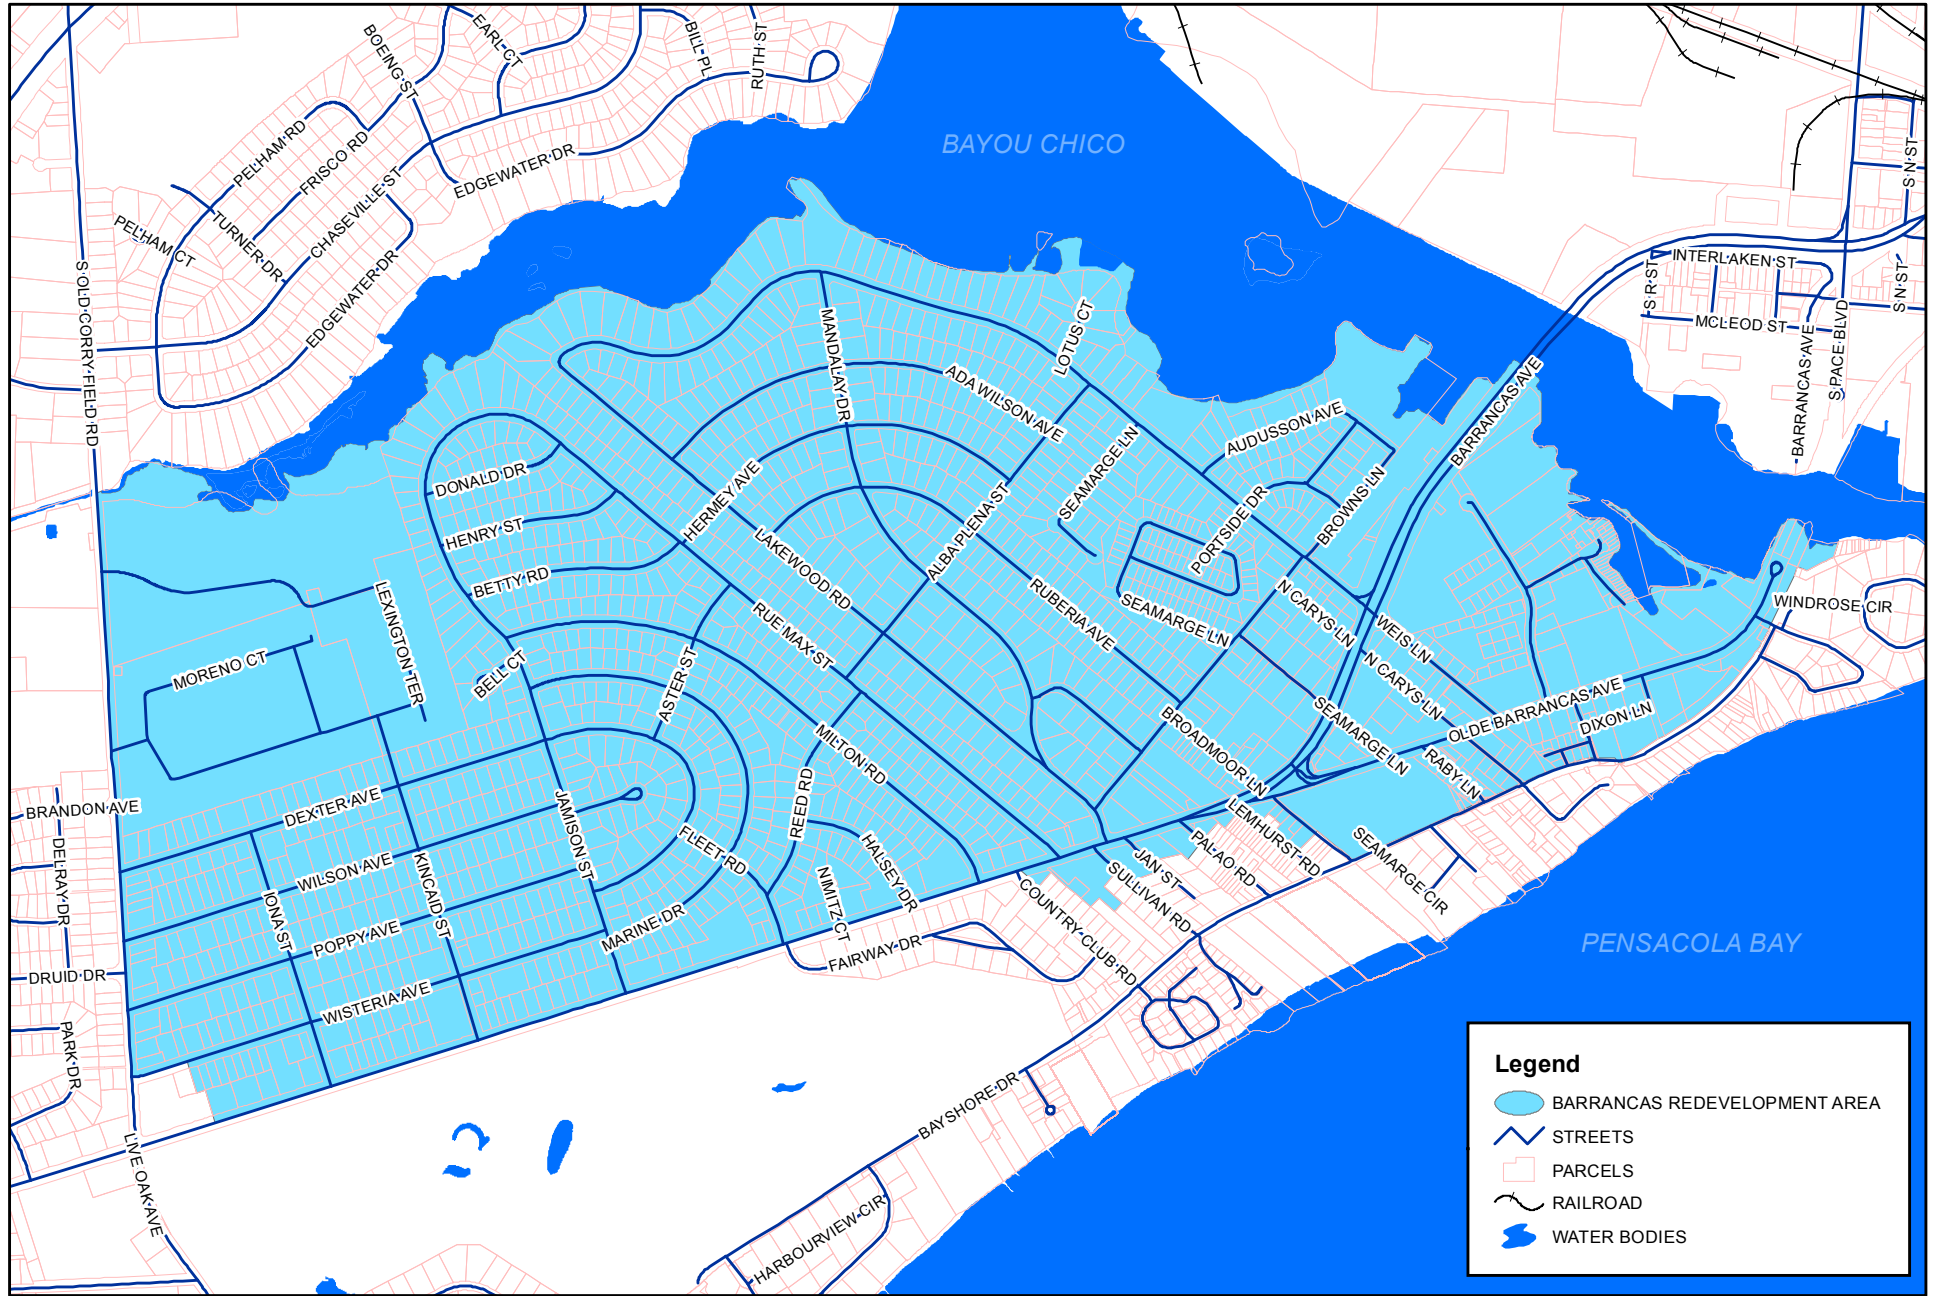 EARL CT
BOEING ST
BILL PL
RUTH ST
BAYOU CHICO
PELHAM RD
FRISCO RD
CHASEVILLE ST
EDGEWATER DR
S N ST
PELHAM CT
TURNER DR
EDGEWATER DR
S OLD CORRY FIELD RD
INTERLAKEN ST
S R ST
S N ST
MCLEOD ST
BARRANCAS AVE
S PACE BLVD
MANDALAY DR
LOTUS CT
ADA WILSON AVE
AUDUSSON AVE
BARRANCAS AVE
SEAMARGE LN
DONALD DR
HENRY ST
HERMEY AVE
BETTY RD
LAKEWOOD RD
ALBA PLENA ST
PORTSIDE DR
BROWNS LN
LEXINGTON TER
RUE MAX ST
RUBERIA AVE
SEAMARGE LN
N CARYS LN
WEIS LN
WINDROSE CIR
MORENO CT
BELL CT
ASTER ST
N CARYS LN
OLDE BARRANCAS AVE
DIXON LN
SEAMARGE LN
BROADMOOR LN
RABY LN
MILTON RD
REED RD
BRANDON AVE
DEXTER AVE
JAMISON ST
FLEET RD
HALSEY DR
LEMHURST RD
PALAO RD
JAN ST
SULLIVAN RD
SEAMARGE CIR
DEL RAY DR
WILSON AVE
KINCAID ST
IONA ST
POPPY AVE
MARINE DR
NIMITZ CT
FAIRWAY DR
COUNTRY CLUB RD
PENSACOLA BAY
DRUID DR
WISTERIA AVE
PARK DR
BAYSHORE DR
LIVE OAK AVE
HARBOURVIEW CIR
Legend
BARRANCAS REDEVELOPMENT AREA
STREETS
PARCELS
RAILROAD
WATER BODIES